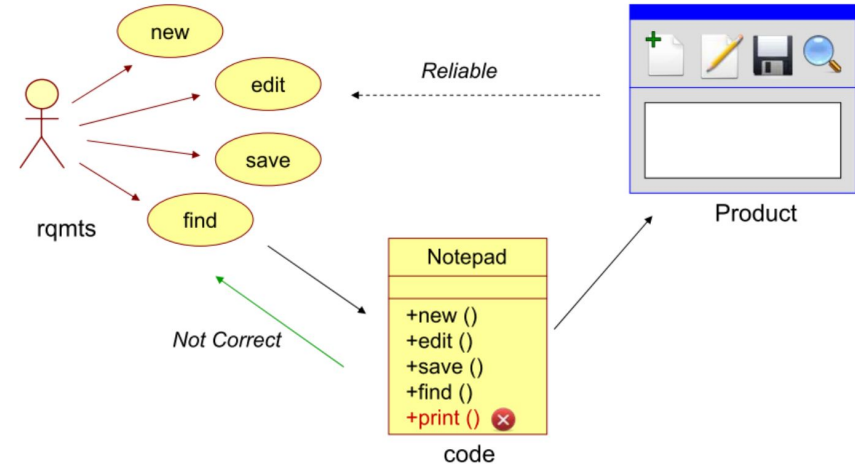 new
edit
save
find
rqmts
Reliable
Product
Not Correct
Notepad
+new ()
+edit ()
+save ()
+find ()
+print ()
code